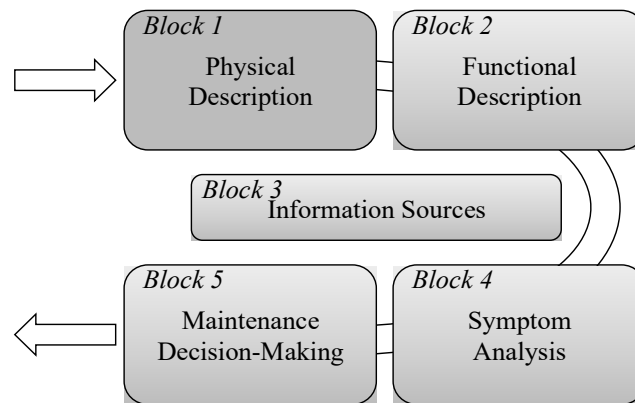 Block 1
Physical
Description
Block 2
Functional
Description
Block 3
Information Sources
Block 5
Maintenance
Decision-Making
Block 4
Symptom
Analysis